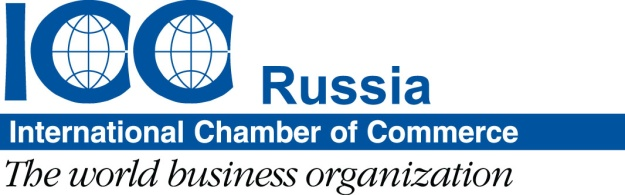 ICC Russia
International Chamber of Commerce
The world business organization